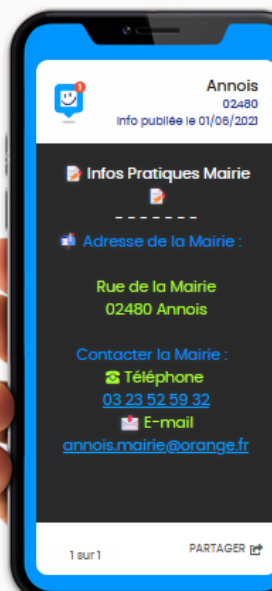 1
Annois
02480
Info publiée le 01/06/2021
📝 Infos Pratiques Mairie
📝
- - - - - - -
📬 Adresse de la Mairie :
Rue de la Mairie
02480 Annois
Contacter la Mairie :
☎ Téléphone
03 23 52 59 32
📩 E-mail
annois.mairie@orange.fr
1 sur 1
PARTAGER